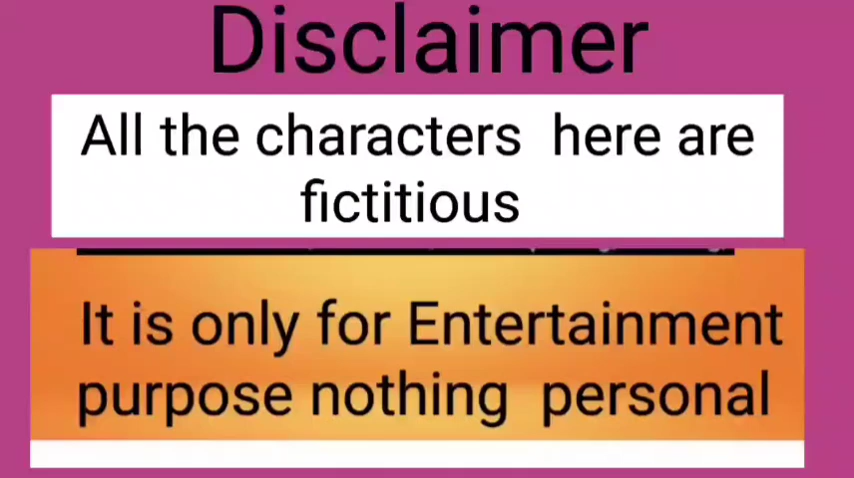 Disclaimer
All the characters here are
fictitious
It is only for Entertainment
purpose nothing personal